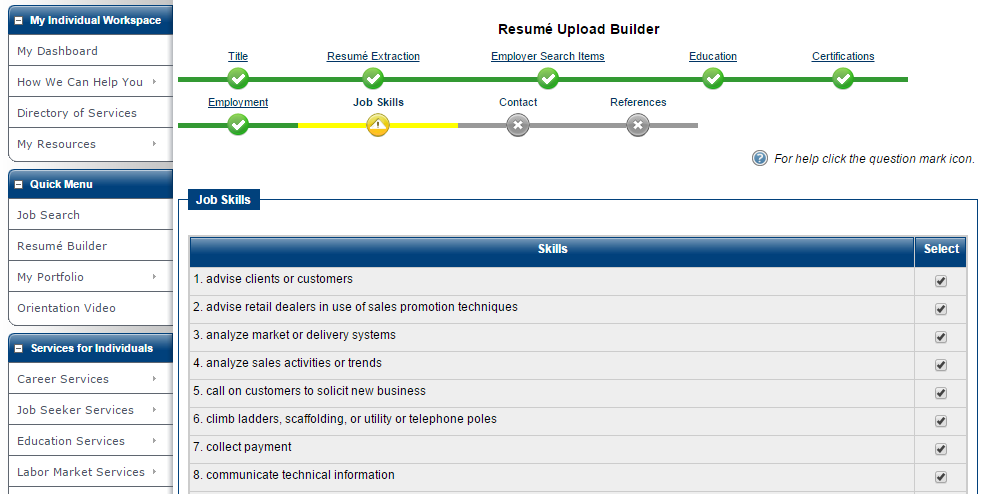 My Individual Workspace
My Dashboard
How We Can Help You
Directory of Services
My Resources
Quick Menu
Job Search
Resumé Builder
My Portfolio
Orientation Video
Services for Individuals
Career Services
Job Seeker Services
Education Services
Labor Market Services
Resumé Upload Builder
Title Resumé Extraction Employer Search Items Education Certifications
Employment Job Skills Contact References
For help click the question mark icon.
Job Skills
Skills Select
1. advise clients or customers
2. advise retail dealers in use of sales promotion techniques
3. analyze market or delivery systems
4. analyze sales activities or trends
5. call on customers to solicit new business
6. climb ladders, scaffolding, or utility or telephone poles
7. collect payment
8. communicate technical information